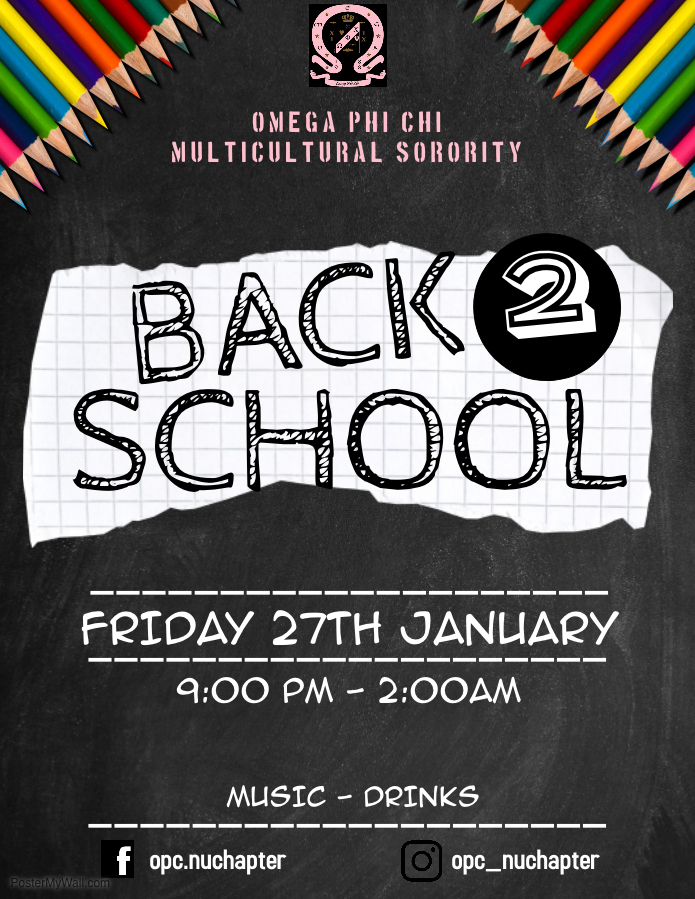 OMEGA PHI CHI
MULTICULTURAL SORORITY
BACK 2
SCHOOL
FRIDAY 27TH JANUARY
9:00 PM - 2:00AM
MUSIC - DRINKS
opc.nuchapter
opc_nuchapter
PosterMyWall.com